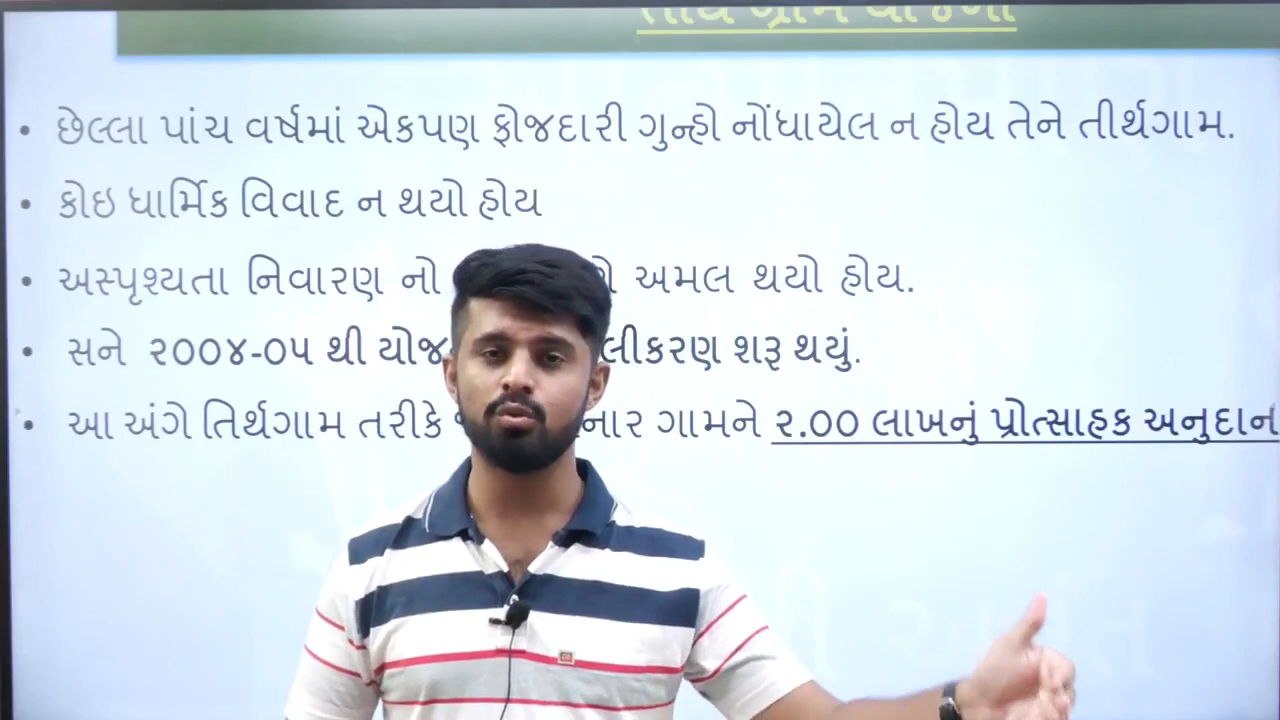 છેલ્લા પાંચ વર્ષમાં એકપણ ફોજદારી ગુન્હો નોંધાયેલ ન હોય તેને તીર્થગામ.
કોઇ ધાર્મિક વિવાદ ન થયો હોય
અસ્પૃશ્યતા નિવારણ નો અમલ થયો હોય.
સને ૨૦૦૪-૦૫ થી શરૂ થયું.
આ અંગે તિર્થગામ તરીકે ગામને ૨.૦૦ લાખનું પ્રોત્સાહક અનુદાન